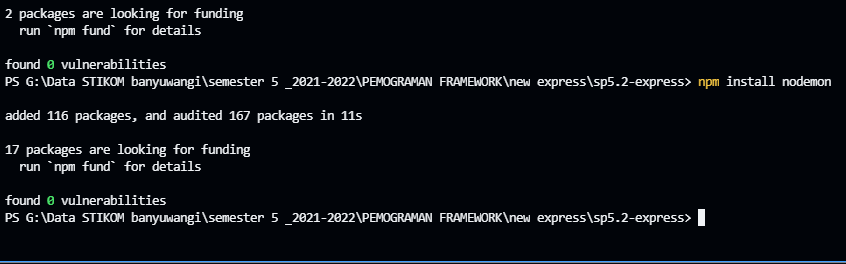 2 packages are looking for funding
  run `npm fund` for details
found 0 vulnerabilities
PS G:\Data STIKOM banyuwangi\semester 5 _2021-2022\PEMOGRAMAN FRAMEWORK\new express\sp5.2-express> npm install nodemon
added 116 packages, and audited 167 packages in 11s
17 packages are looking for funding
  run `npm fund` for details
found 0 vulnerabilities
PS G:\Data STIKOM banyuwangi\semester 5 _2021-2022\PEMOGRAMAN FRAMEWORK\new express\sp5.2-express>